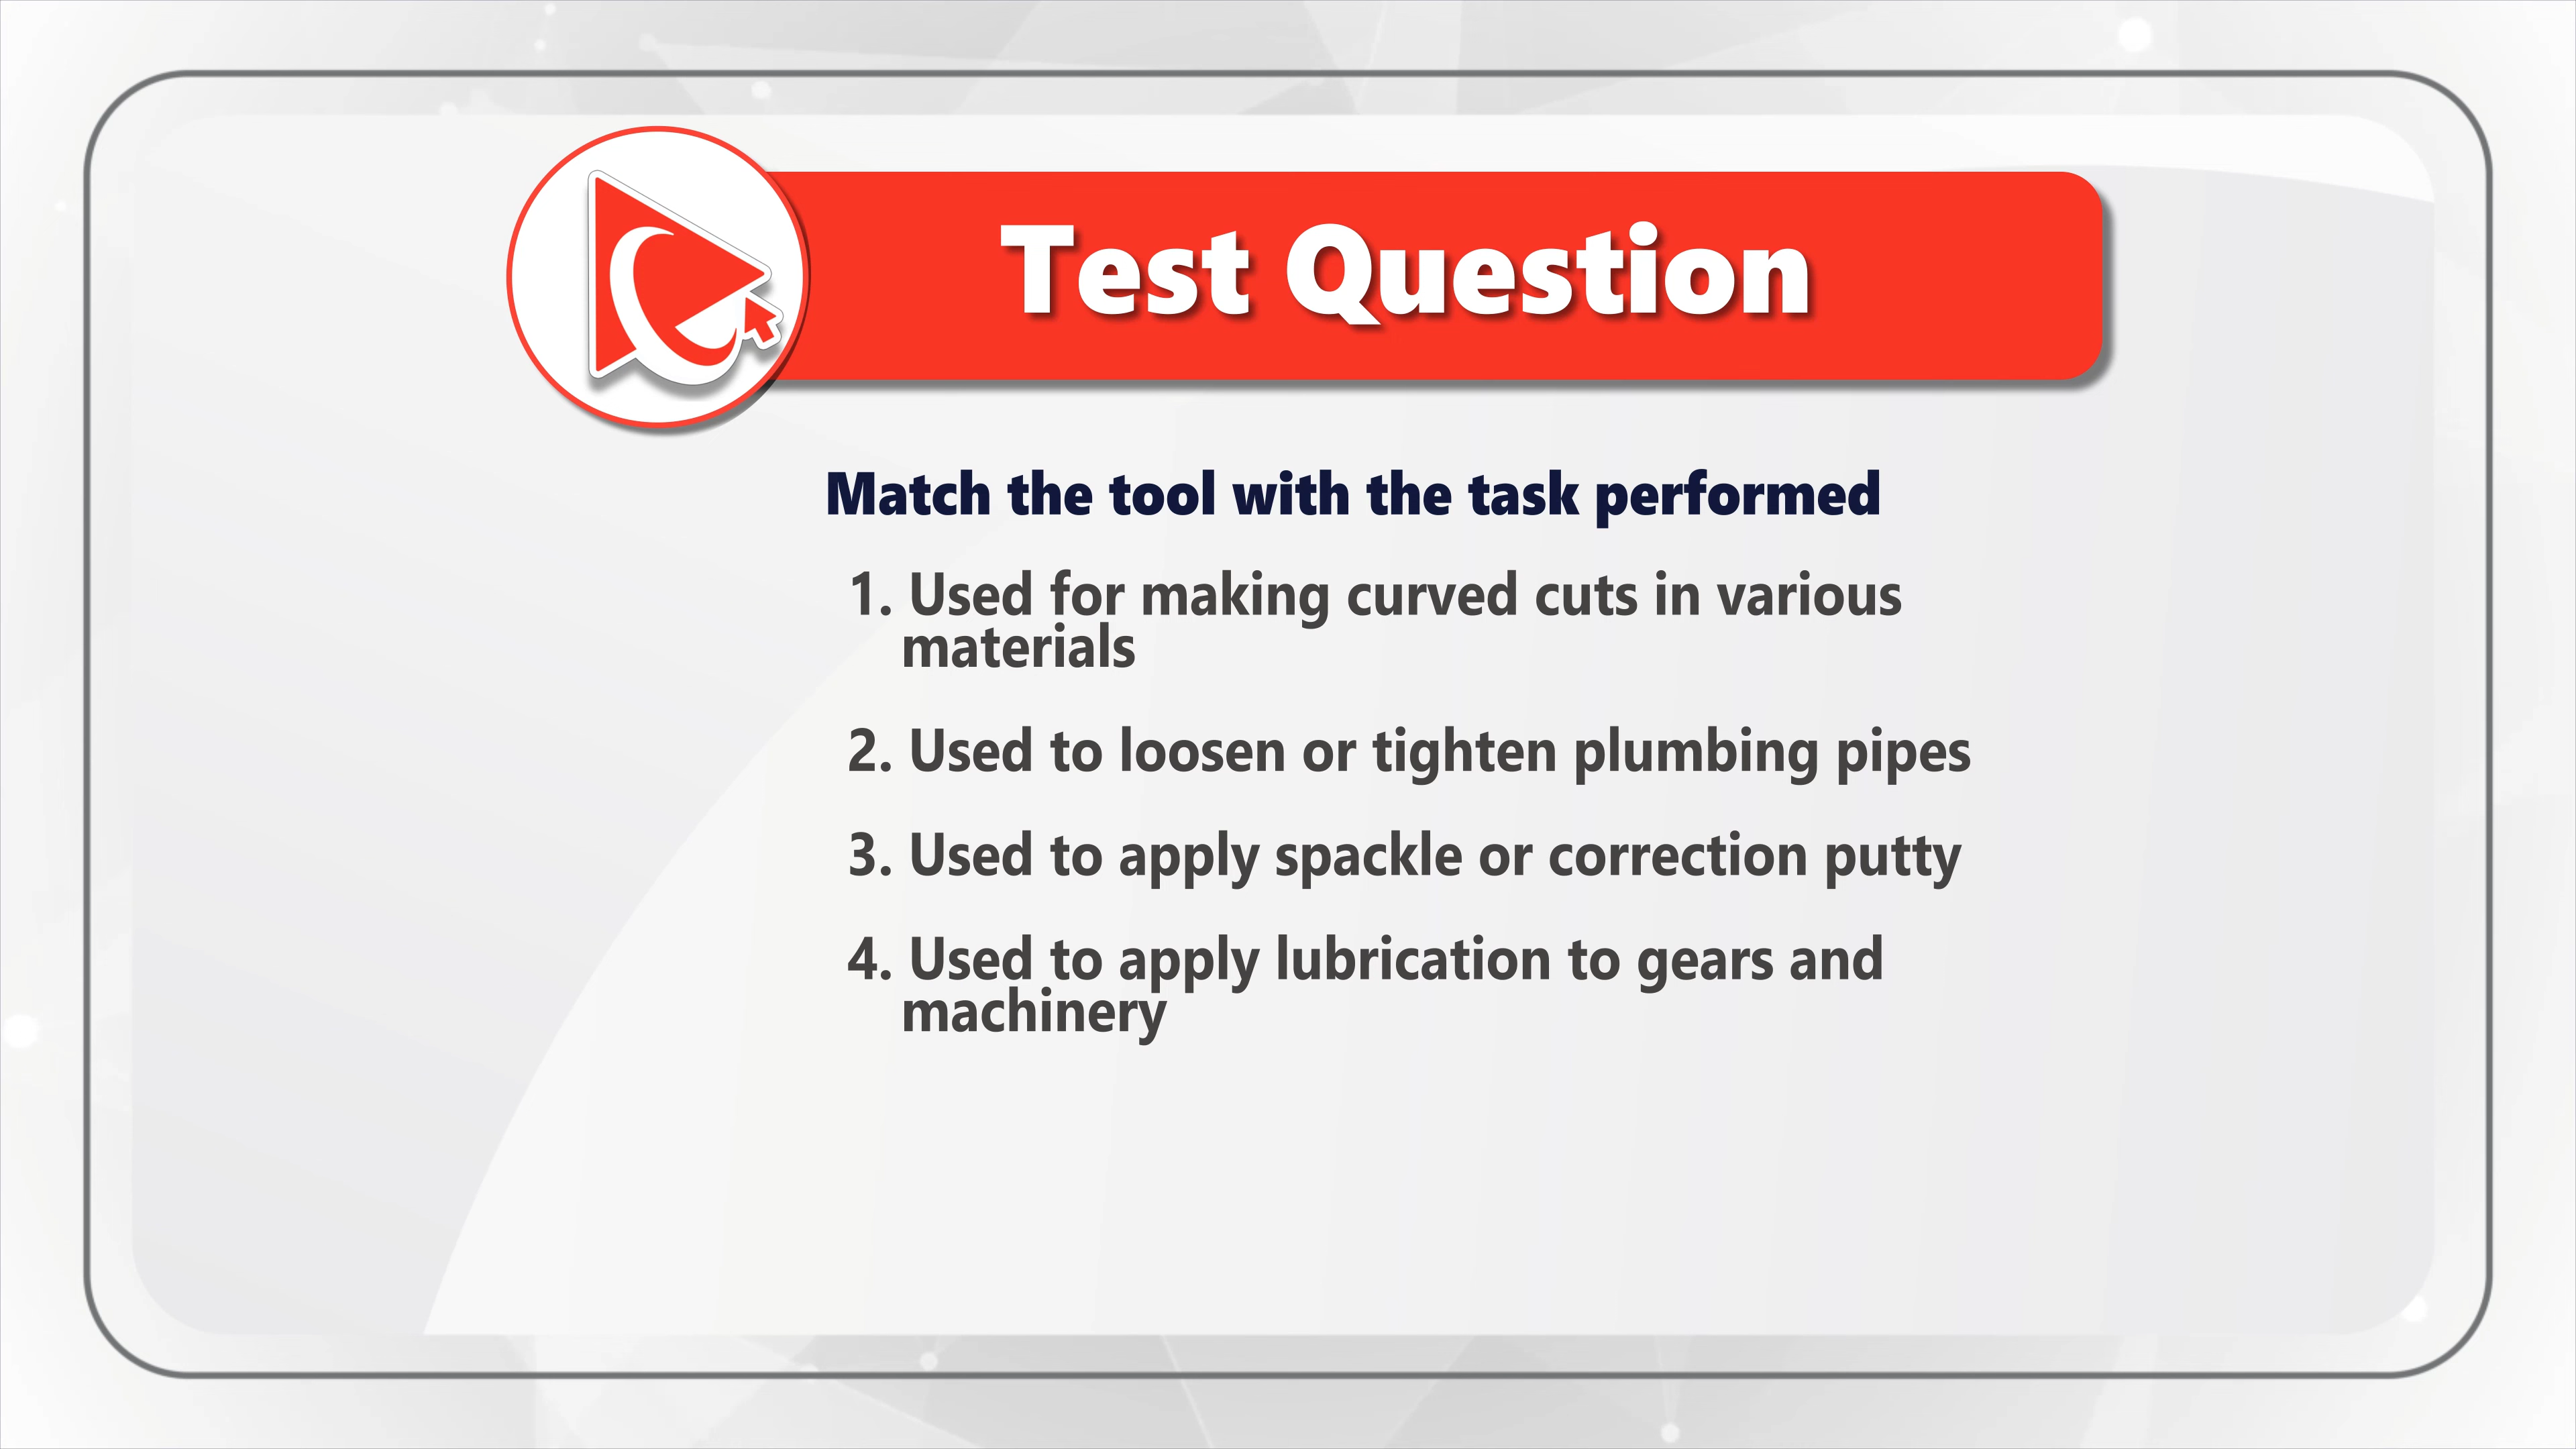 Test Question
Match the tool with the task performed
1. Used for making curved cuts in various
materials
2. Used to loosen or tighten plumbing pipes
3. Used to apply spackle or correction putty
4. Used to apply lubrication to gears and
machinery